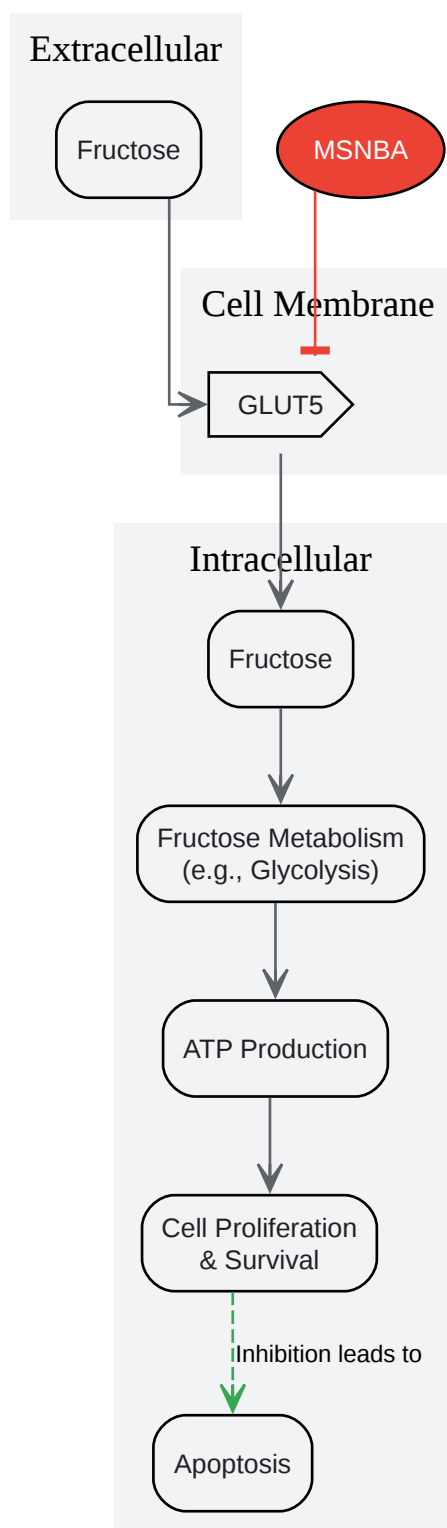 Extracellular
Fructose
MSNBA
Cell Membrane
GLUT5
Intracellular
Fructose
Fructose Metabolism
(e.g., Glycolysis)
ATP Production
Cell Proliferation
& Survival
Inhibition leads to
Apoptosis